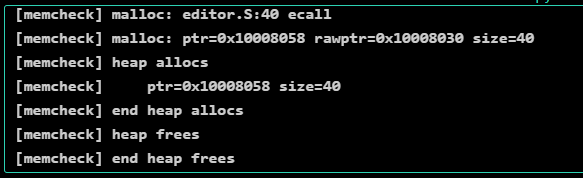 [memcheck] malloc: editor.S:40 ecall
[memcheck] malloc: ptr=0x10008058 rawptr=0x10008030 size=40
[memcheck] heap allocs
[memcheck]     ptr=0x10008058 size=40
[memcheck] end heap allocs
[memcheck] heap frees
[memcheck] end heap frees